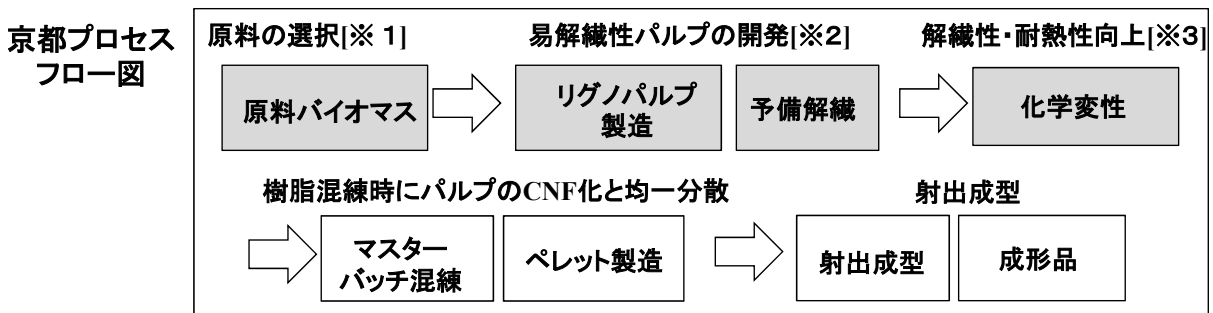 京都プロセス
フロー図
原料の選択[※1]
易解繊性パルプの開発[※2]
解繊性・耐熱性向上[※3]
原料バイオマス
リグノパルプ
製造
予備解繊
化学変性
樹脂混練時にパルプのCNF化と均一分散
射出成型
マスター
バッチ混練
ペレット製造
射出成型
成形品